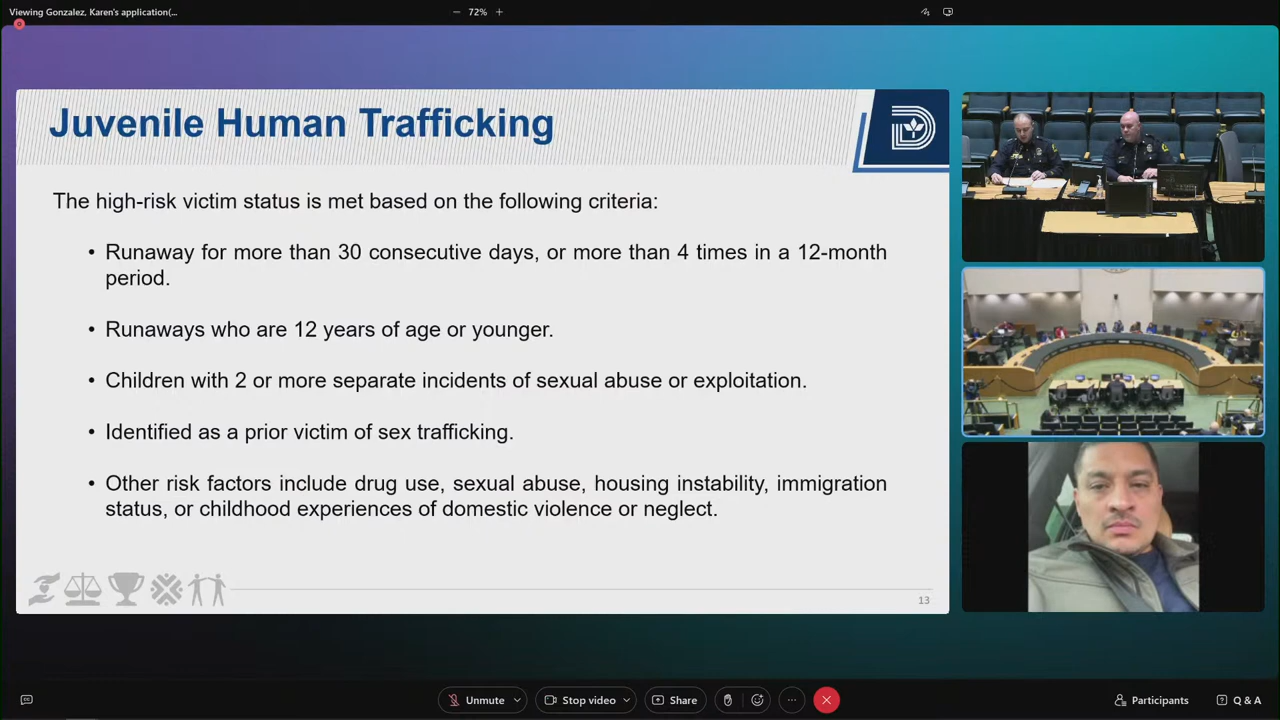 Viewing Gonzalez, Karen's application(...
72%
Juvenile Human Trafficking
The high-risk victim status is met based on the following criteria:
• Runaway for more than 30 consecutive days, or more than 4 times in a 12-month
period.
• Runaways who are 12 years of age or younger.
• Children with 2 or more separate incidents of sexual abuse or exploitation.
• Identified as a prior victim of sex trafficking.
• Other risk factors include drug use, sexual abuse, housing instability, immigration
status, or childhood experiences of domestic violence or neglect.
13
Unmute
Stop video
Share
Participants
Q & A